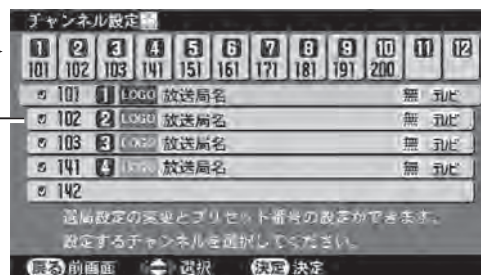 チャンネル設定
1 2 3 4 5 6 7 8 9 10 11 12
101 102 103 141 151 161 171 181 191 200
101 1 LOGO 放送局名 無 テレビ
102 2 LOGO 放送局名 無 テレビ
103 3 LOGO 放送局名 無 テレビ
141 4 LOGO 放送局名 無 テレビ
142
選局設定の変更とプリセット番号の設定ができます。
設定するチャンネルを選択してください。
戻る 前画面 選択 決定 決定